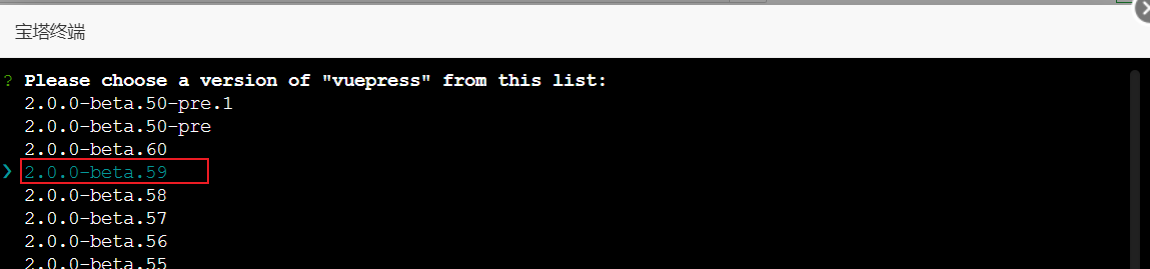 宝塔终端
? Please choose a version of "vuepress" from this list:
2.0.0-beta.50-pre.1
2.0.0-beta.50-pre
2.0.0-beta.60
❯ 2.0.0-beta.59
2.0.0-beta.58
2.0.0-beta.57
2.0.0-beta.56
2.0.0-beta.55